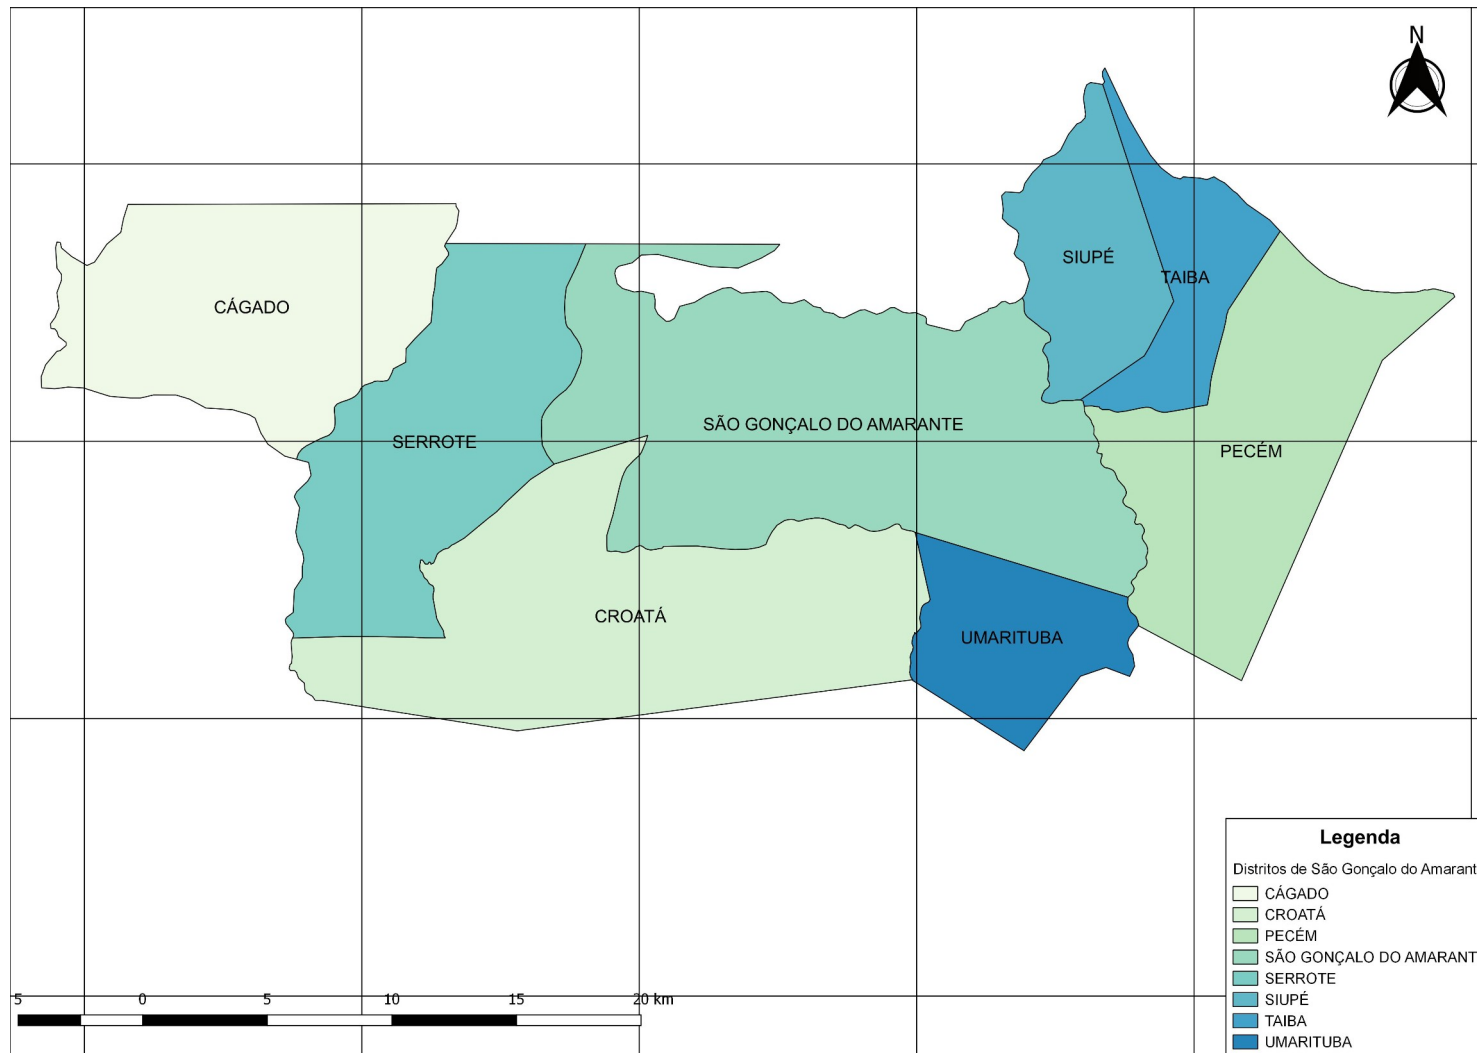 N
SIUPÉ
TAIBA
CÁGADO
SÃO GONÇALO DO AMARANTE
SERROTE
PECÉM
CROATÁ
UMARITUBA
Legenda
Distritos de São Gonçalo do Amarant
CÁGADO
CROATÁ
PECÉM
SÃO GONÇALO DO AMARANT
SERROTE
SIUPÉ
TAIBA
UMARITUBA
5 0 5 10 15 20 km